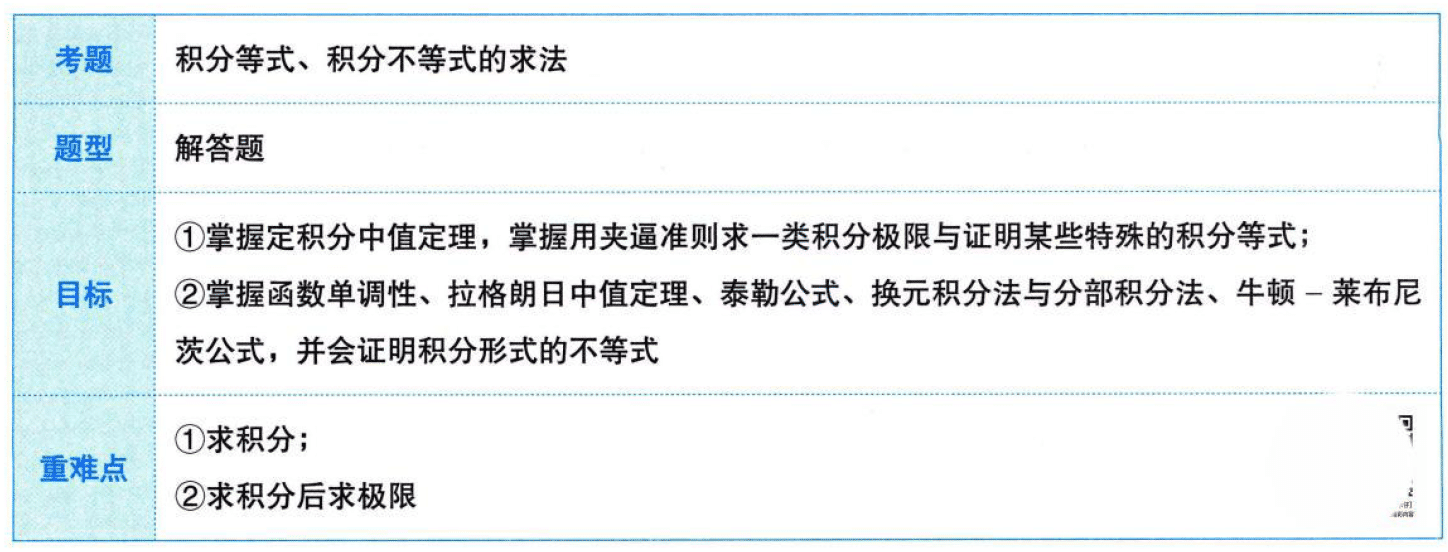 考题
积分等式、积分不等式的求法
题型
解答题
目标
①掌握定积分中值定理，掌握用夹逼准则求一类积分极限与证明某些特殊的积分等式；
②掌握函数单调性、拉格朗日中值定理、泰勒公式、换元积分法与分部积分法、牛顿 – 莱布尼
茨公式，并会证明积分形式的不等式
重难点
①求积分；
②求积分后求极限